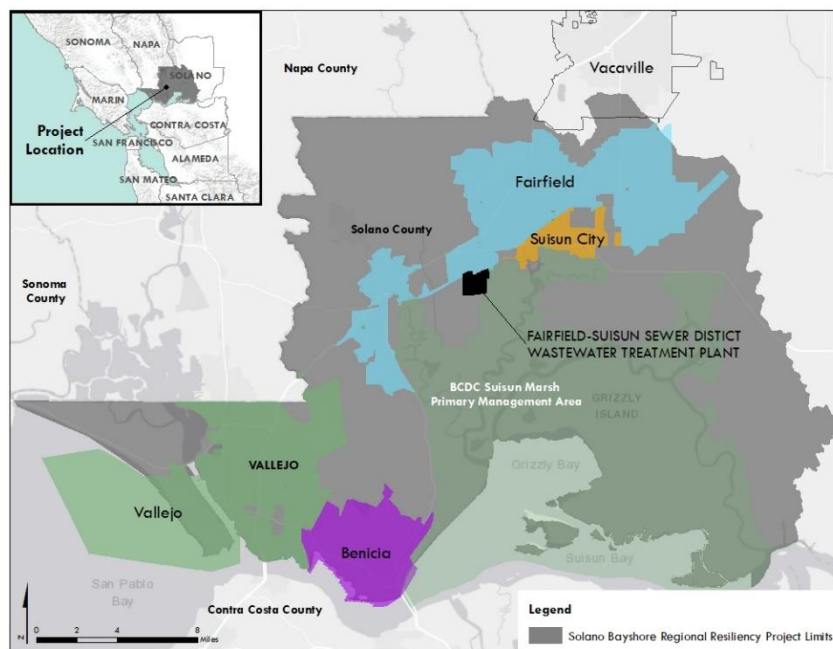 SONOMA
NAPA
SOLANO
MARIN
Project
Location
CONTRA COSTA
SAN FRANCISCO
ALAMEDA
SAN MATEO
SANTA CLARA
Napa County
Vacaville
Fairfield
Solano County
Suisun City
Sonoma
County
FAIRFIELD-SUISUN SEWER DISTICT
WASTEWATER TREATMENT PLANT
BCDC Suisun Marsh
Primary Management Area
GRIZZLY
ISLAND
VALLEJO
Grizzly Bay
Vallejo
Benicia
Suisun Bay
San Pablo
Bay
Contra Costa County
N
0 2 4 8
Miles
Legend
Solano Bayshore Regional Resiliency Project Limits